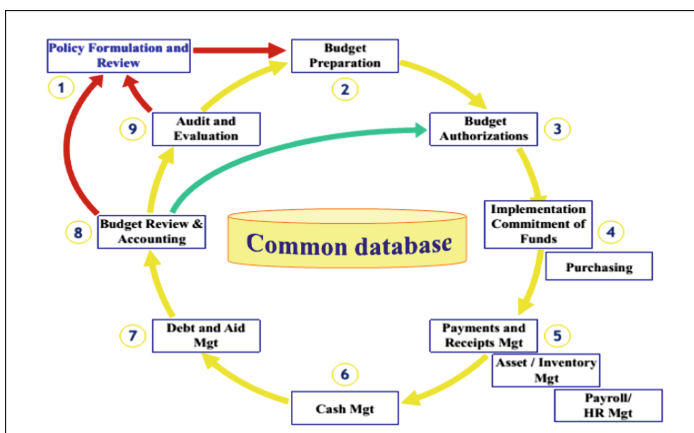 Policy Formulation and
Review
1
Budget
Preparation
2
Audit and
Evaluation
9
Budget
Authorizations
3
Budget Review &
Accounting
8
Common database
Implementation
Commitment of
Funds
4
Purchasing
Debt and Aid
Mgt
7
Payments and
Receipts Mgt
5
Asset / Inventory
Mgt
Payroll/
HR Mgt
6
Cash Mgt